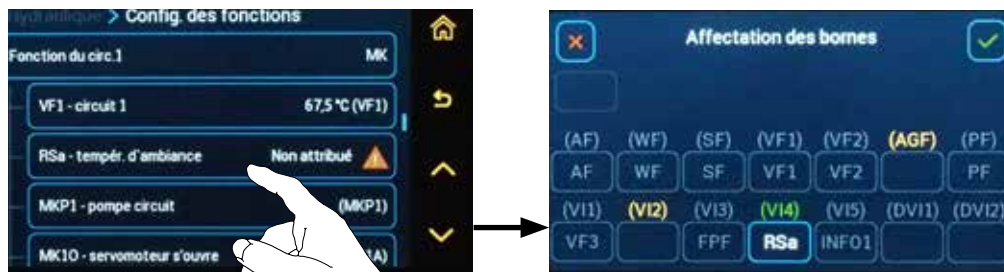 > Config. des fonctions
Fonction du circ.1 MK
VF1 - circuit 1 67,5 °C (VF1)
RSa - tempér. d'ambiance Non attribué
MKP1 - pompe circuit (MKP1)
MK1O - servomoteur s'ouvre
Affectation des bornes
(AF) (WF) (SF) (VF1) (VF2) (AGF) (PF)
AF WF SF VF1 VF2 PF
(VI1) (VI2) (VI3) (VI4) (VI5) (DVI1) (DVI2)
VF3 FPF RSa INFO1